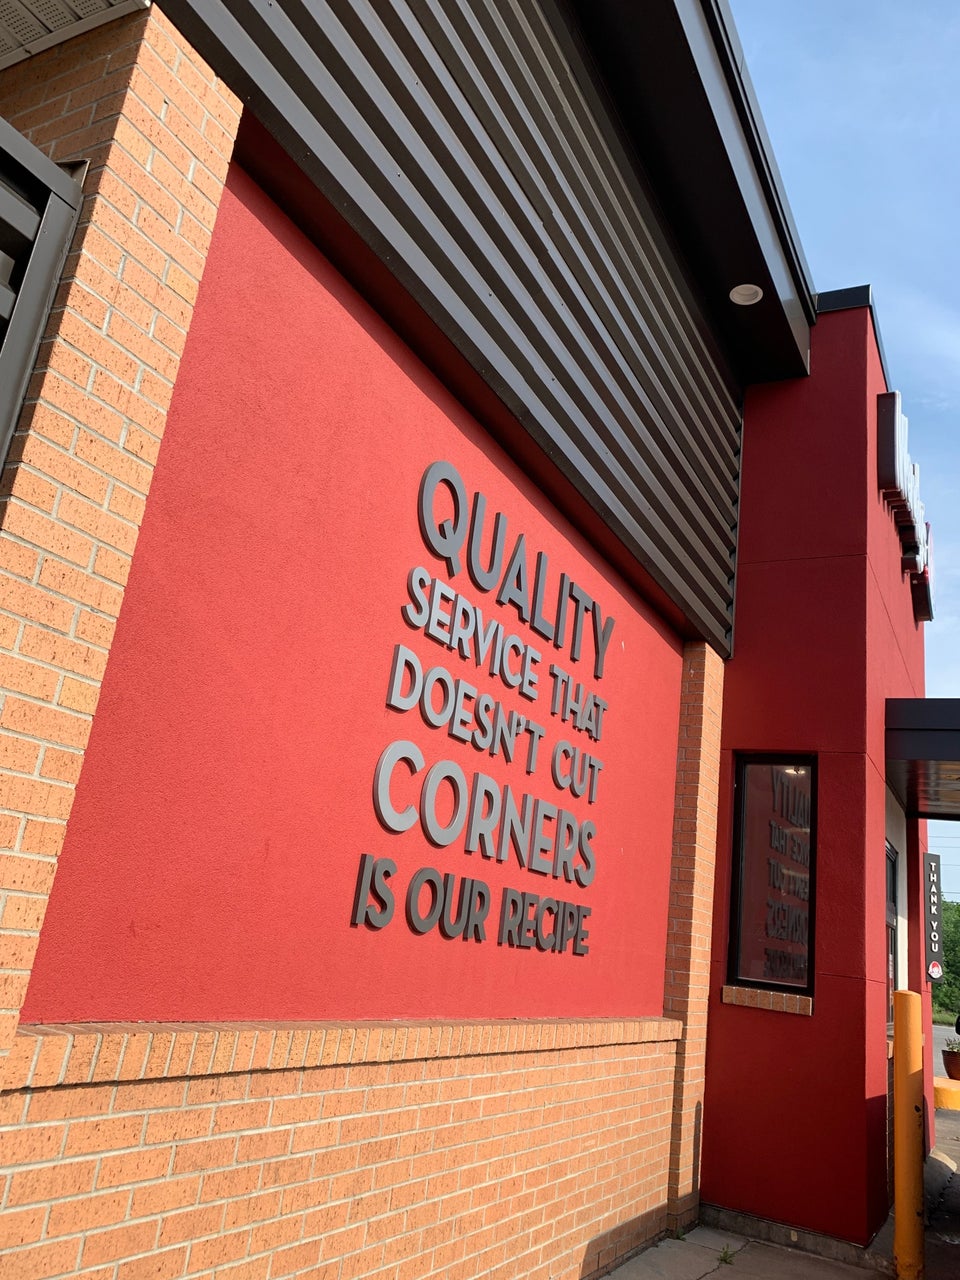 QUALITY
SERVICE THAT
DOESN'T CUT
CORNERS
IS OUR RECIPE
THANK YOU